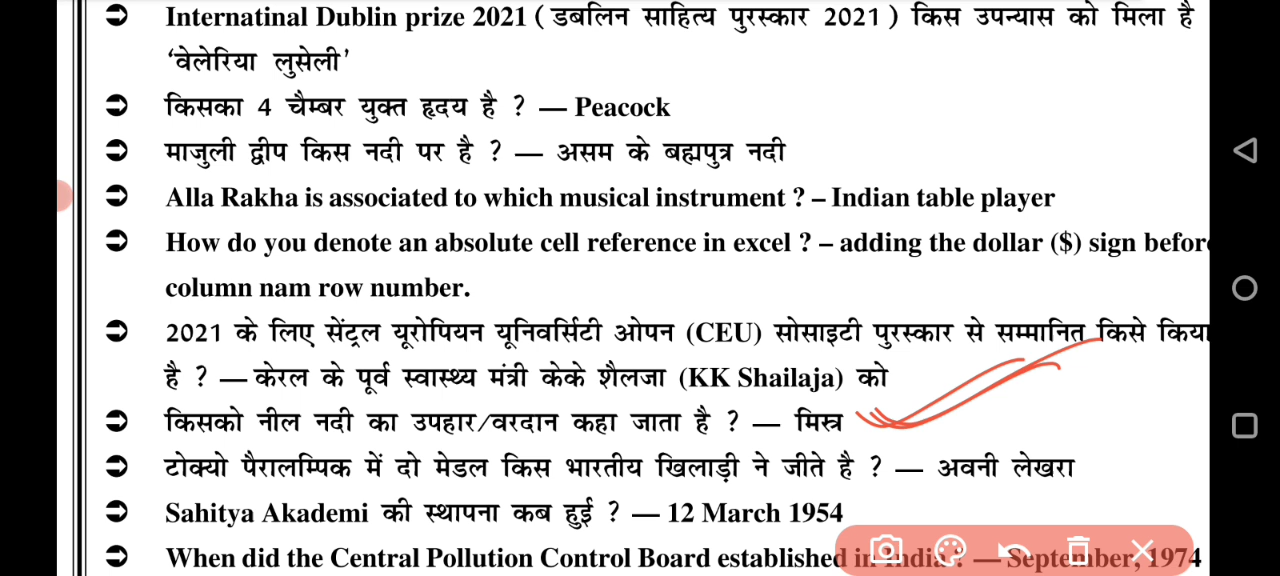 ➲ Internatinal Dublin prize 2021 ( डबलिन साहित्य पुरस्कार 2021 ) किस उपन्यास को मिला है
‘वेलेरिया लुसेली’
➲ किसका 4 चैम्बर युक्त हृदय है ? — Peacock
➲ माजुली द्वीप किस नदी पर है ? — असम के बह्मपुत्र नदी
➲ Alla Rakha is associated to which musical instrument ? – Indian table player
➲ How do you denote an absolute cell reference in excel ? – adding the dollar ($) sign befor
column nam row number.
➲ 2021 के लिए सेंट्रल यूरोपियन यूनिवर्सिटी ओपन (CEU) सोसाइटी पुरस्कार से सम्मानित किसे किया
है ? — केरल के पूर्व स्वास्थ्य मंत्री केके शैलजा (KK Shailaja) को
➲ किसको नील नदी का उपहार/वरदान कहा जाता है ? — मिस्त्र
➲ टोक्यो पैरालम्पिक में दो मेडल किस भारतीय खिलाड़ी ने जीते है ? — अवनी लेखरा
➲ Sahitya Akademi की स्थापना कब हुई ? — 12 March 1954
➲ When did the Central Pollution Control Board established in India ? — September, 1974